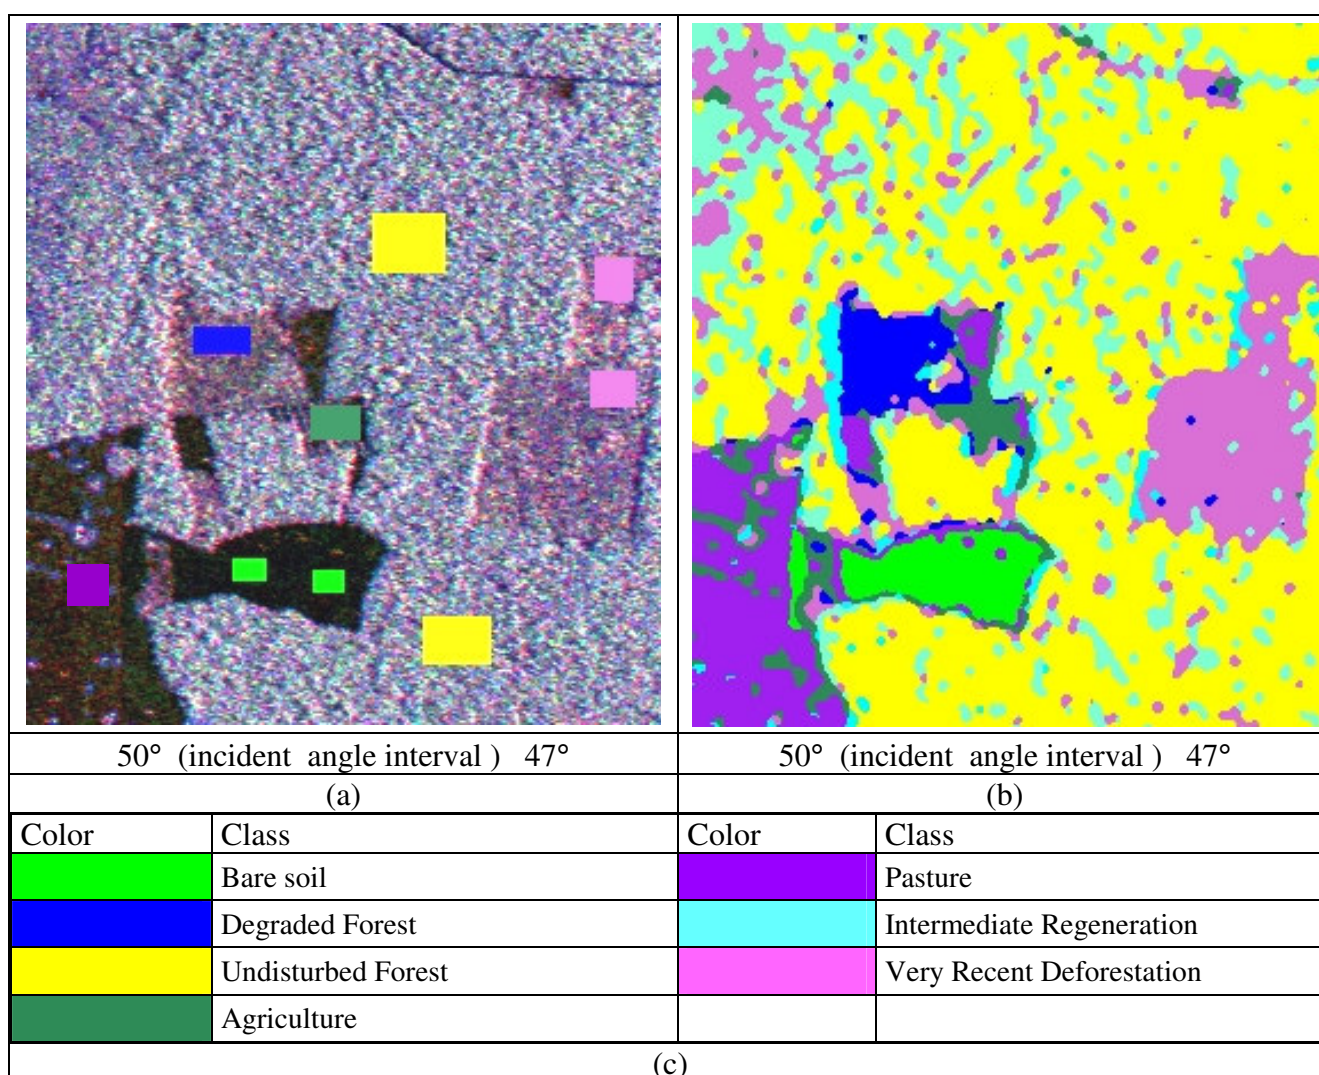 50° (incident angle interval ) 47°
50° (incident angle interval ) 47°
(a)
(b)
Color
Class
Color
Class
Bare soil
Pasture
Degraded Forest
Intermediate Regeneration
Undisturbed Forest
Very Recent Deforestation
Agriculture
(c)